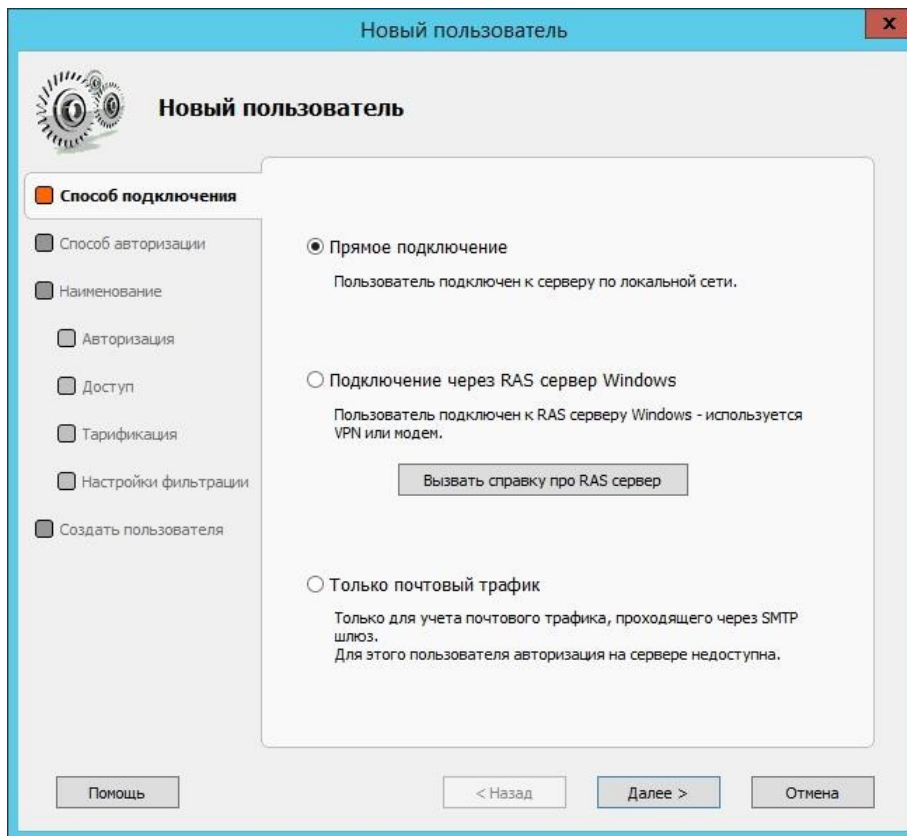 Новый пользователь
x
Новый пользователь
Способ подключения
Способ авторизации
Наименование
Авторизация
Доступ
Тарификация
Настройки фильтрации
Создать пользователя
Прямое подключение
Пользователь подключен к серверу по локальной сети.
Подключение через RAS сервер Windows
Пользователь подключен к RAS серверу Windows - используется
VPN или модем.
Вызвать справку про RAS сервер
Только почтовый трафик
Только для учета почтового трафика, проходящего через SMTP
шлюз.
Для этого пользователя авторизация на сервере недоступна.
Помощь
< Назад
Далее >
Отмена